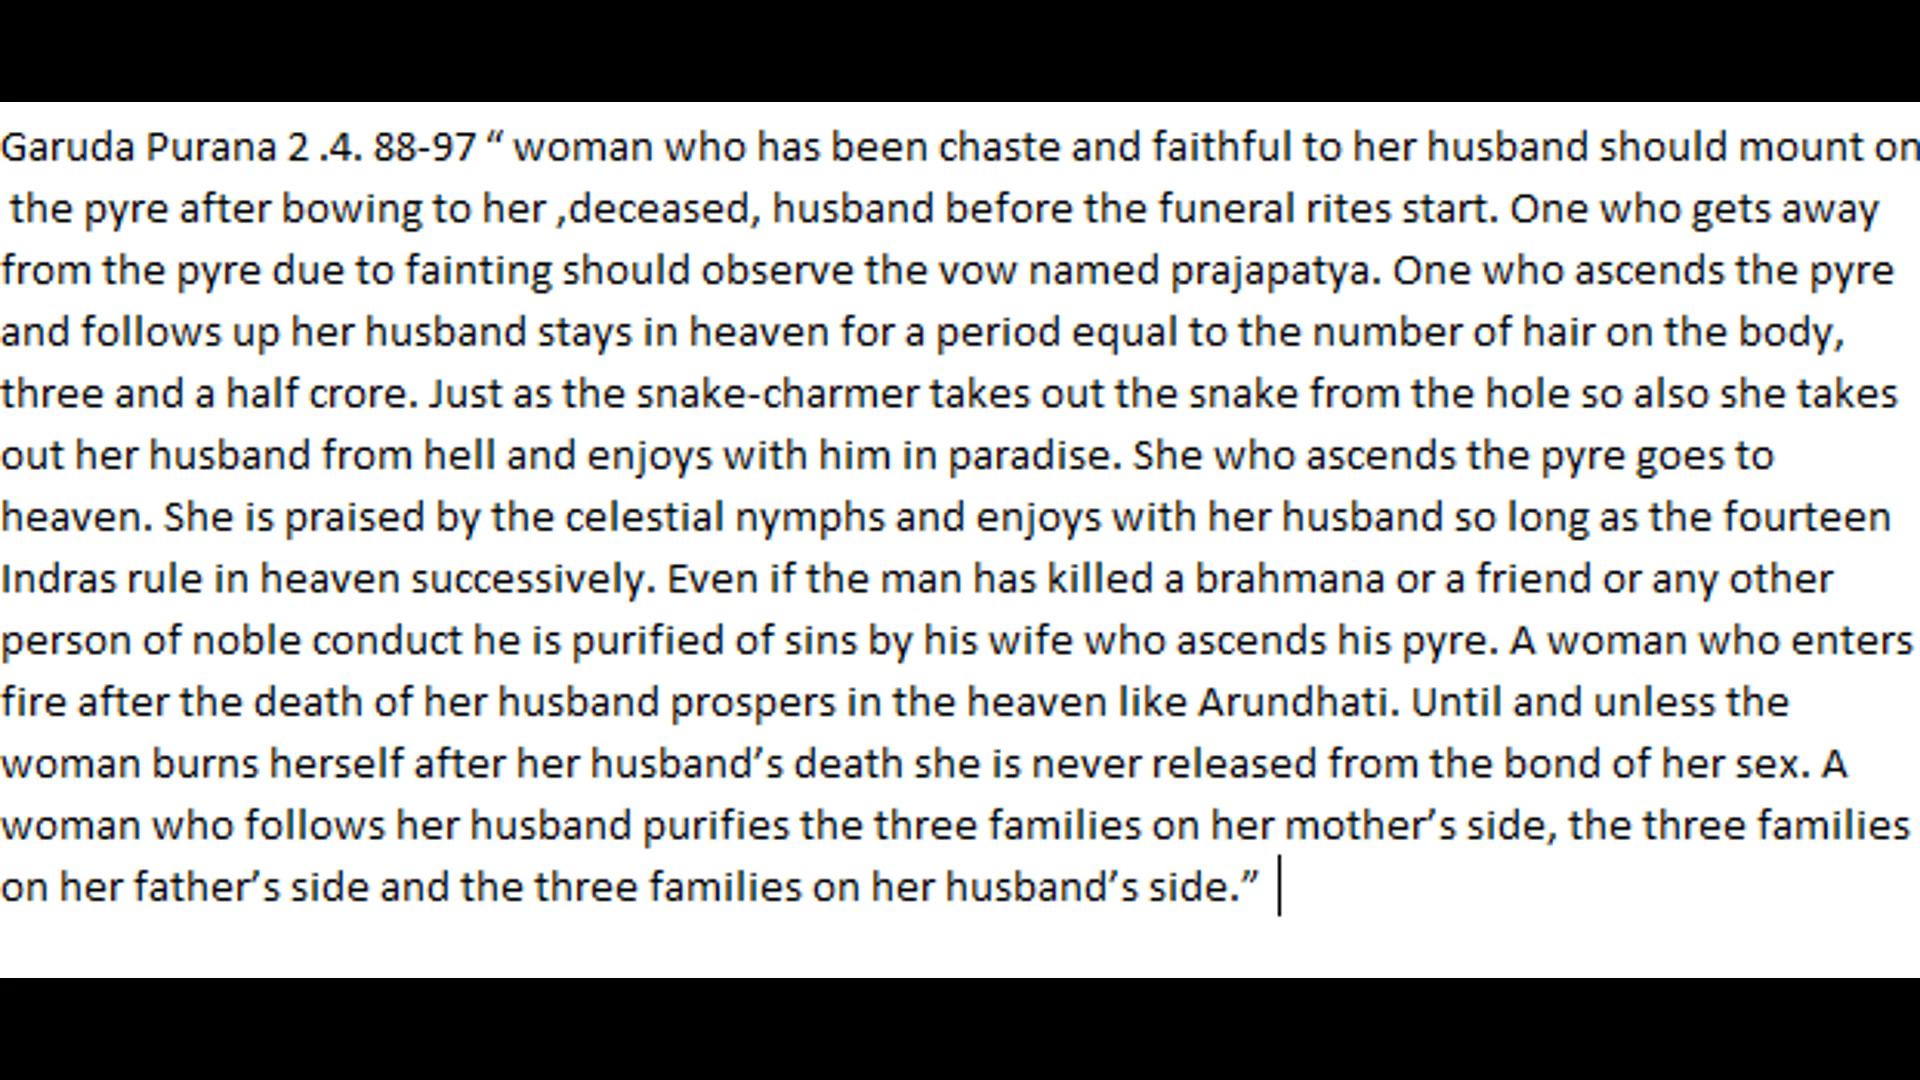 Garuda Purana 2 .4. 88-97 “ woman who has been chaste and faithful to her husband should mount on
the pyre after bowing to her ,deceased, husband before the funeral rites start. One who gets away
from the pyre due to fainting should observe the vow named prajapatya. One who ascends the pyre
and follows up her husband stays in heaven for a period equal to the number of hair on the body,
three and a half crore. Just as the snake-charmer takes out the snake from the hole so also she takes
out her husband from hell and enjoys with him in paradise. She who ascends the pyre goes to
heaven. She is praised by the celestial nymphs and enjoys with her husband so long as the fourteen
Indras rule in heaven successively. Even if the man has killed a brahmana or a friend or any other
person of noble conduct he is purified of sins by his wife who ascends his pyre. A woman who enters
fire after the death of her husband prospers in the heaven like Arundhati. Until and unless the
woman burns herself after her husband’s death she is never released from the bond of her sex. A
woman who follows her husband purifies the three families on her mother’s side, the three families
on her father’s side and the three families on her husband’s side.”